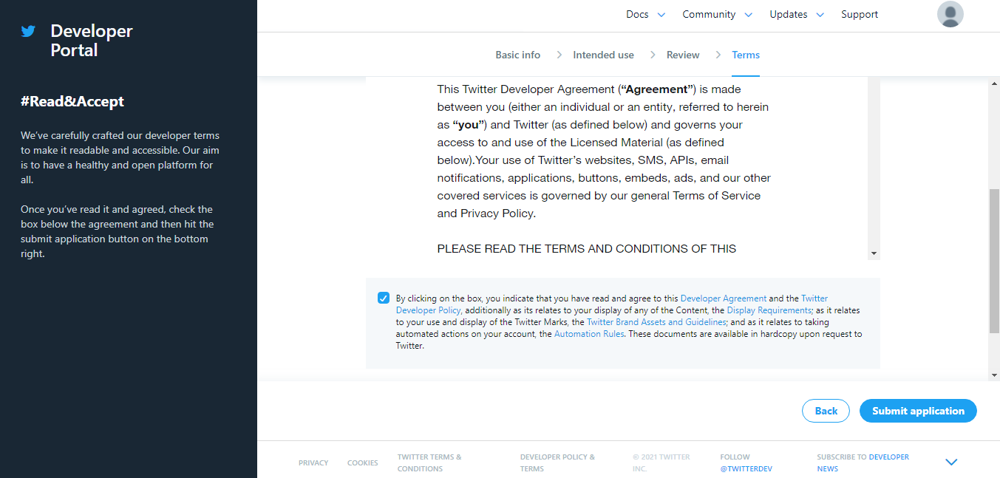 Developer
Portal
#Read&Accept
We’ve carefully crafted our developer terms
to make it readable and accessible. Our aim
is to have a healthy and open platform for
all.
Once you’ve read it and agreed, check the
box below the agreement and then hit the
submit application button on the bottom
right.
Docs Community Updates Support
Basic info Intended use Review Terms
This Twitter Developer Agreement (“Agreement”) is made
between you (either an individual or an entity, referred to herein
as “you”) and Twitter (as defined below) and governs your
access to and use of the Licensed Material (as defined
below).Your use of Twitter’s websites, SMS, APIs, email
notifications, applications, buttons, embeds, ads, and our other
covered services is governed by our general Terms of Service
and Privacy Policy.
PLEASE READ THE TERMS AND CONDITIONS OF THIS
By clicking on the box, you indicate that you have read and agree to this Developer Agreement and the Twitter
Developer Policy, additionally as its relates to your display of any of the Content, the Display Requirements; as it relates
to your use and display of the Twitter Marks, the Twitter Brand Assets and Guidelines; and as it relates to taking
automated actions on your account, the Automation Rules. These documents are available in hardcopy upon request to
Twitter.
Back Submit application
PRIVACY
COOKIES
TWITTER TERMS &
CONDITIONS
DEVELOPER POLICY &
TERMS
© 2021 TWITTER
INC.
FOLLOW
@TWITTERDEV
SUBSCRIBE TO DEVELOPER
NEWS